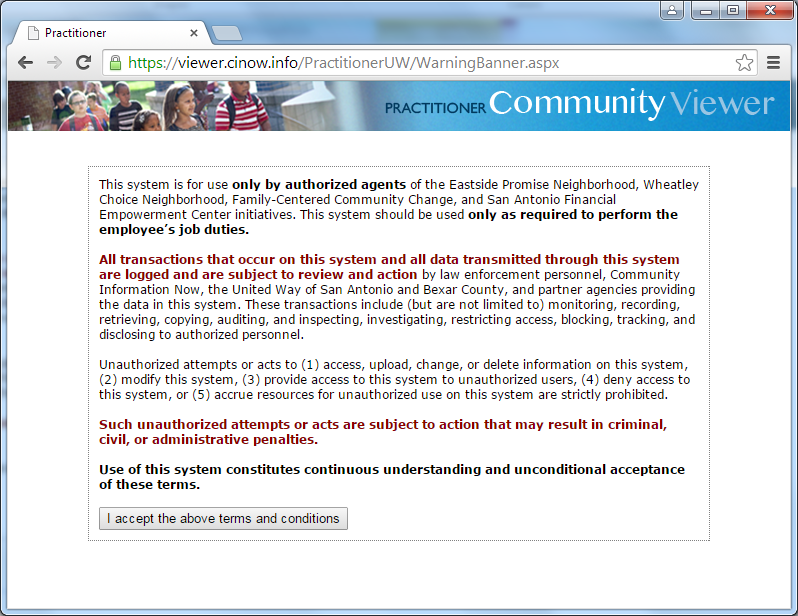 Practitioner
https://viewer.cinow.info/PractitionerUW/WarningBanner.aspx
PRACTITIONER Community Viewer
This system is for use only by authorized agents of the Eastside Promise Neighborhood, Wheatley
Choice Neighborhood, Family-Centered Community Change, and San Antonio Financial
Empowerment Center initiatives. This system should be used only as required to perform the
employee's job duties.
All transactions that occur on this system and all data transmitted through this system
are logged and are subject to review and action by law enforcement personnel, Community
Information Now, the United Way of San Antonio and Bexar County, and partner agencies providing
the data in this system. These transactions include (but are not limited to) monitoring, recording,
retrieving, copying, auditing, and inspecting, investigating, restricting access, blocking, tracking, and
disclosing to authorized personnel.
Unauthorized attempts or acts to (1) access, upload, change, or delete information on this system,
(2) modify this system, (3) provide access to this system to unauthorized users, (4) deny access to
this system, or (5) accrue resources for unauthorized use on this system are strictly prohibited.
Such unauthorized attempts or acts are subject to action that may result in criminal,
civil, or administrative penalties.
Use of this system constitutes continuous understanding and unconditional acceptance
of these terms.
I accept the above terms and conditions